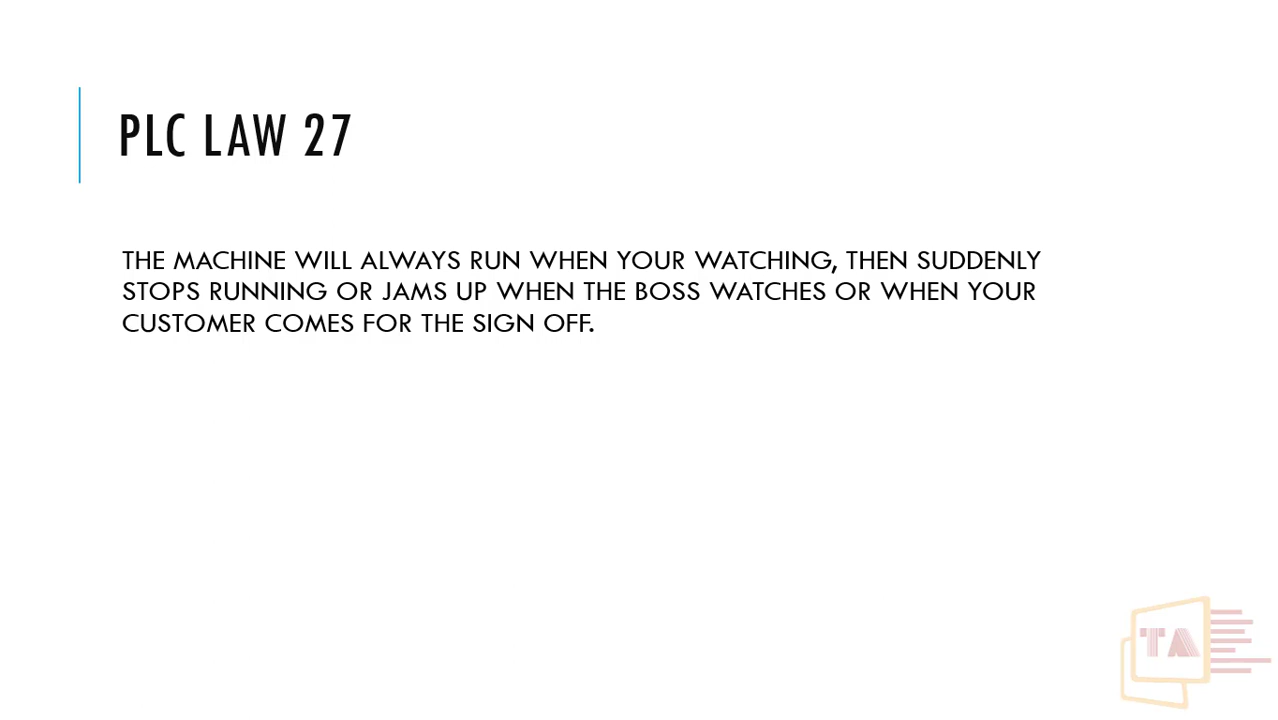 PLC LAW 27
THE MACHINE WILL ALWAYS RUN WHEN YOUR WATCHING, THEN SUDDENLY
STOPS RUNNING OR JAMS UP WHEN THE BOSS WATCHES OR WHEN YOUR
CUSTOMER COMES FOR THE SIGN OFF.
TA